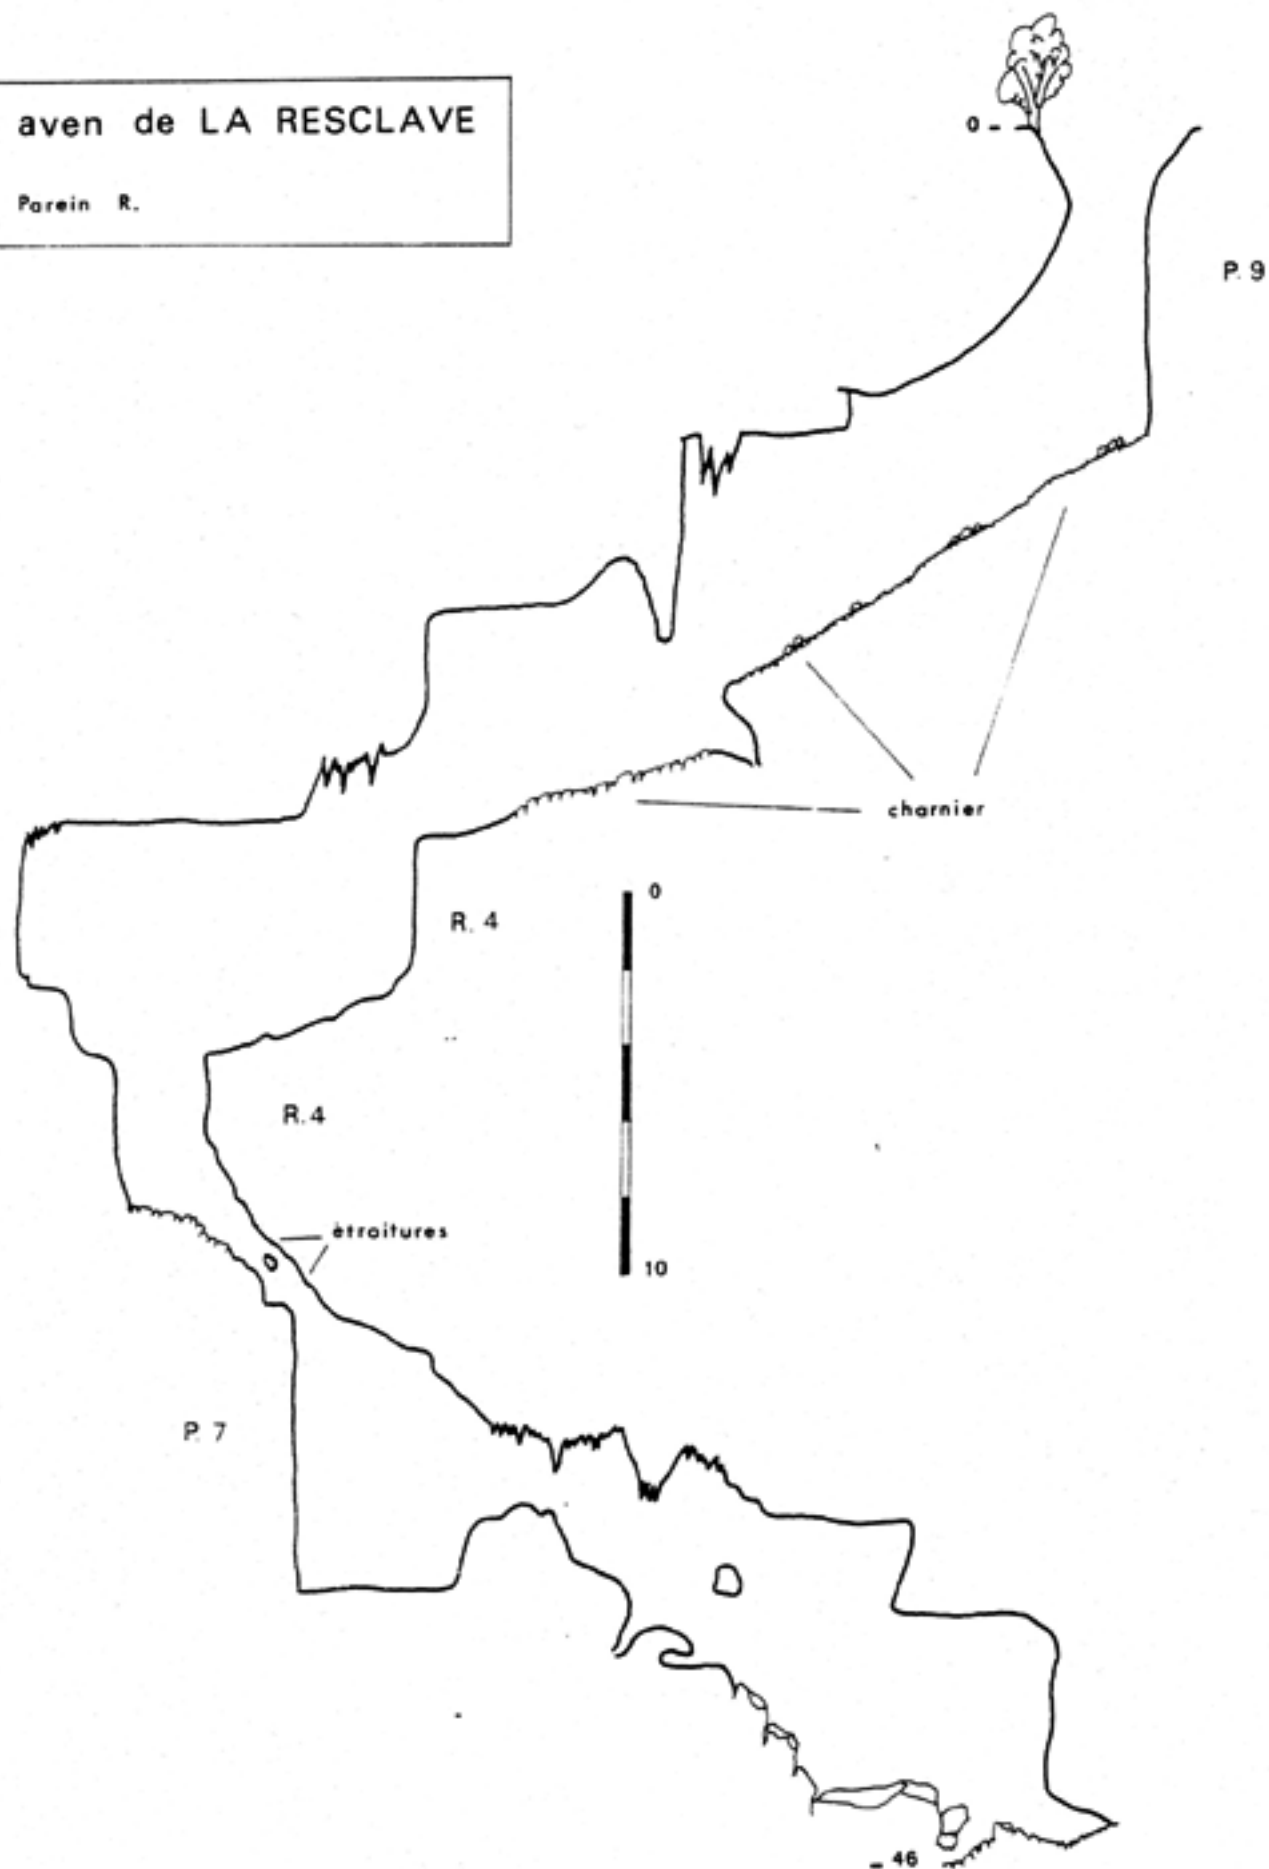 aven de LA RESCLAVE
Parein R.
0 -
P. 9
charnier
0
R. 4
R. 4
étroitures
10
P. 7
- 46